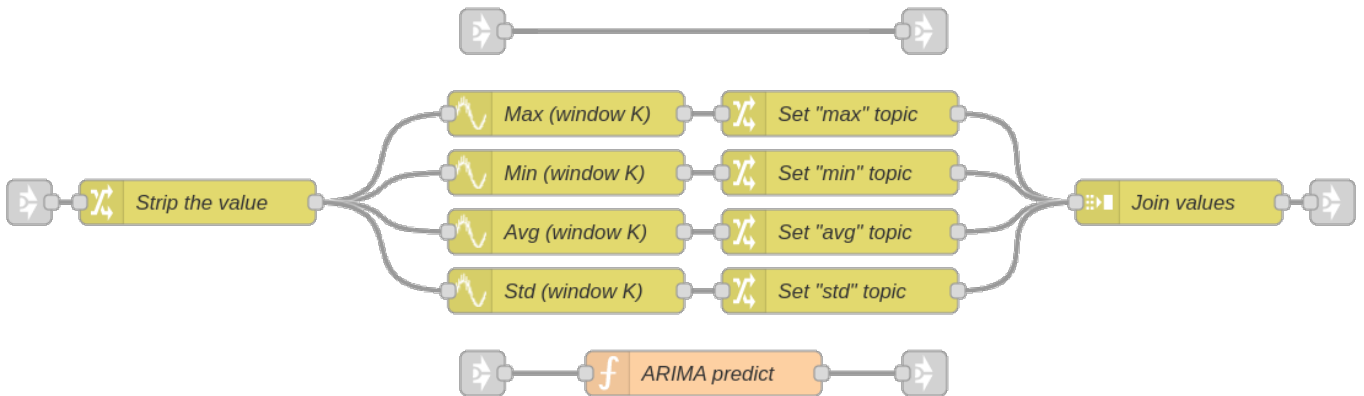 Max (window K)
Set "max" topic
Min (window K)
Set "min" topic
Strip the value
Join values
Avg (window K)
Set "avg" topic
Std (window K)
Set "std" topic
ARIMA predict